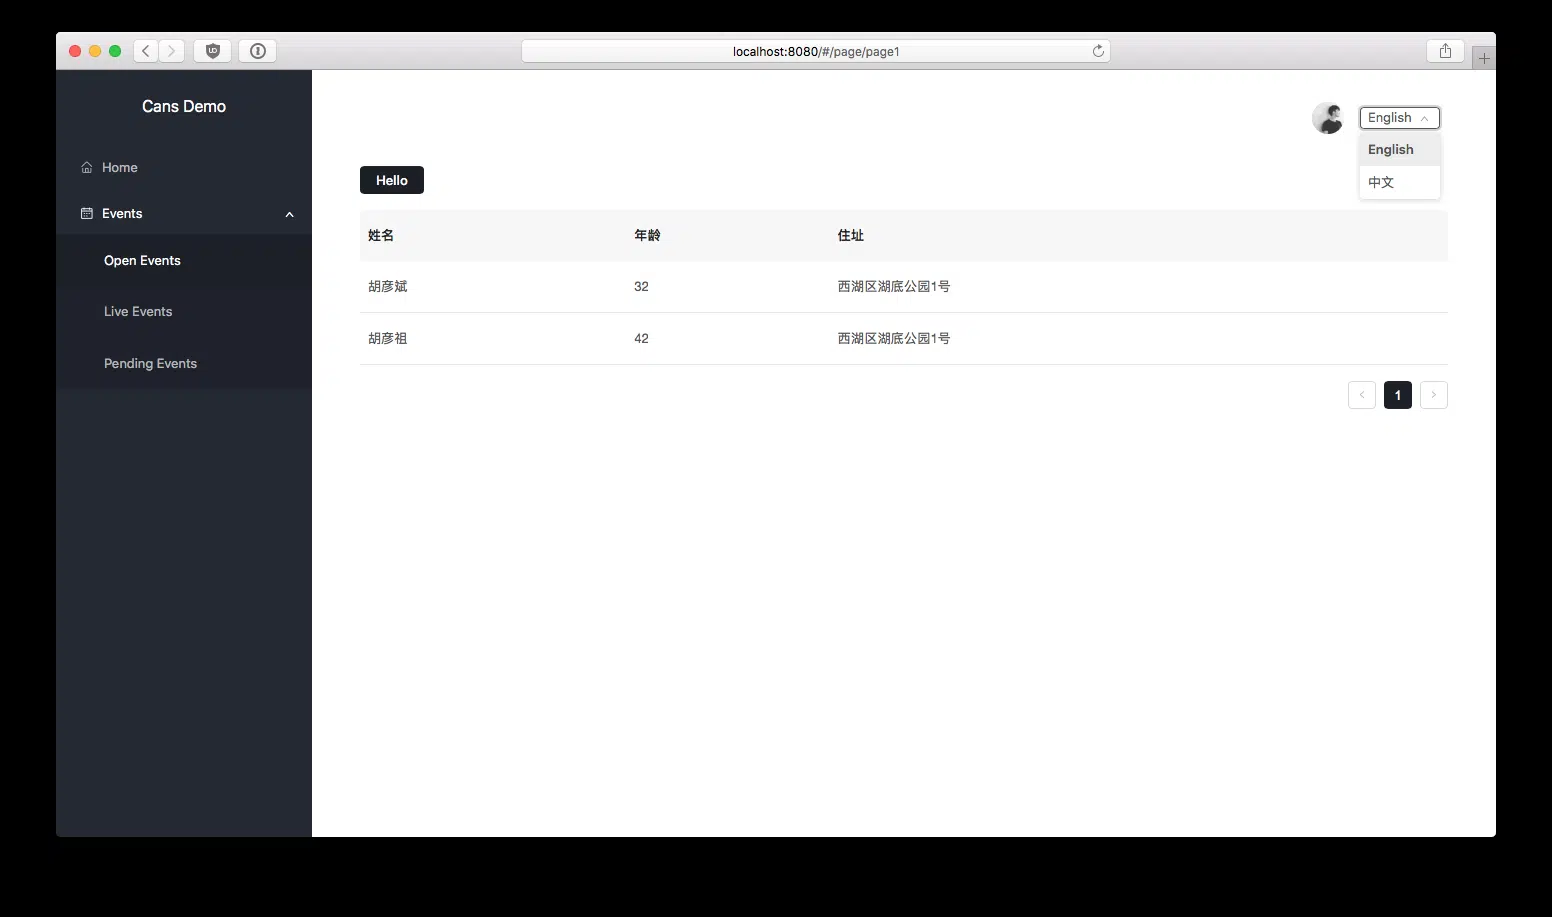 localhost:8080/#/page/page1
Cans Demo
Home
Events
Open Events
Live Events
Pending Events
English
English
中文
Hello
姓名 年龄 住址
胡彦斌 32 西湖区湖底公园1号
胡彦祖 42 西湖区湖底公园1号
1